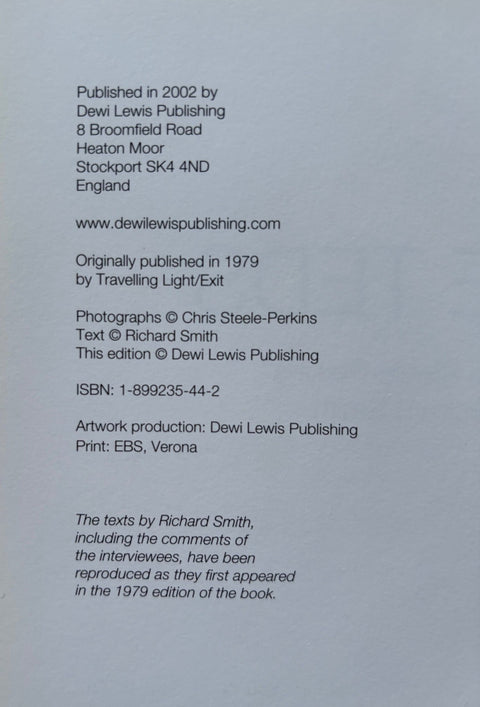 Published in 2002 by
Dewi Lewis Publishing
8 Broomfield Road
Heaton Moor
Stockport SK4 4ND
England
www.dewilewispublishing.com
Originally published in 1979
by Travelling Light/Exit
Photographs © Chris Steele-Perkins
Text © Richard Smith
This edition © Dewi Lewis Publishing
ISBN: 1-899235-44-2
Artwork production: Dewi Lewis Publishing
Print: EBS, Verona
The texts by Richard Smith,
including the comments of
the interviewees, have been
reproduced as they first appeared
in the 1979 edition of the book.